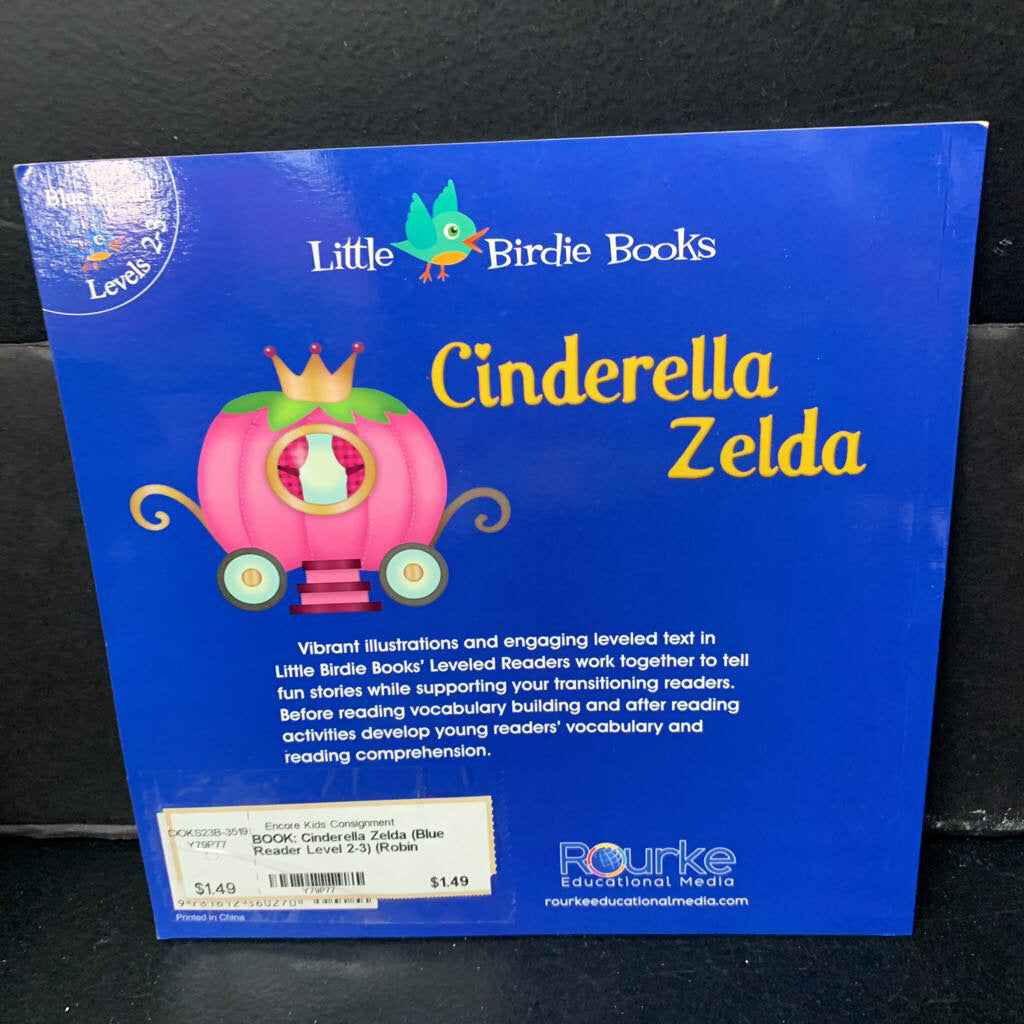 Blue Reader
Levels 2-3
Little Birdie Books
Cinderella
Zelda
Vibrant illustrations and engaging leveled text in
Little Birdie Books' Leveled Readers work together to tell
fun stories while supporting your transitioning readers.
Before reading vocabulary building and after reading
activities develop young readers' vocabulary and
reading comprehension.
Encore Kids Consignment
BOOK: Cinderella Zelda (Blue
Reader Level 2-3) (Robin
Y79P77
$1.49
Y79P77
$1.49
Printed in China
Rourke
Educational Media
rourkeeducationalmedia.com